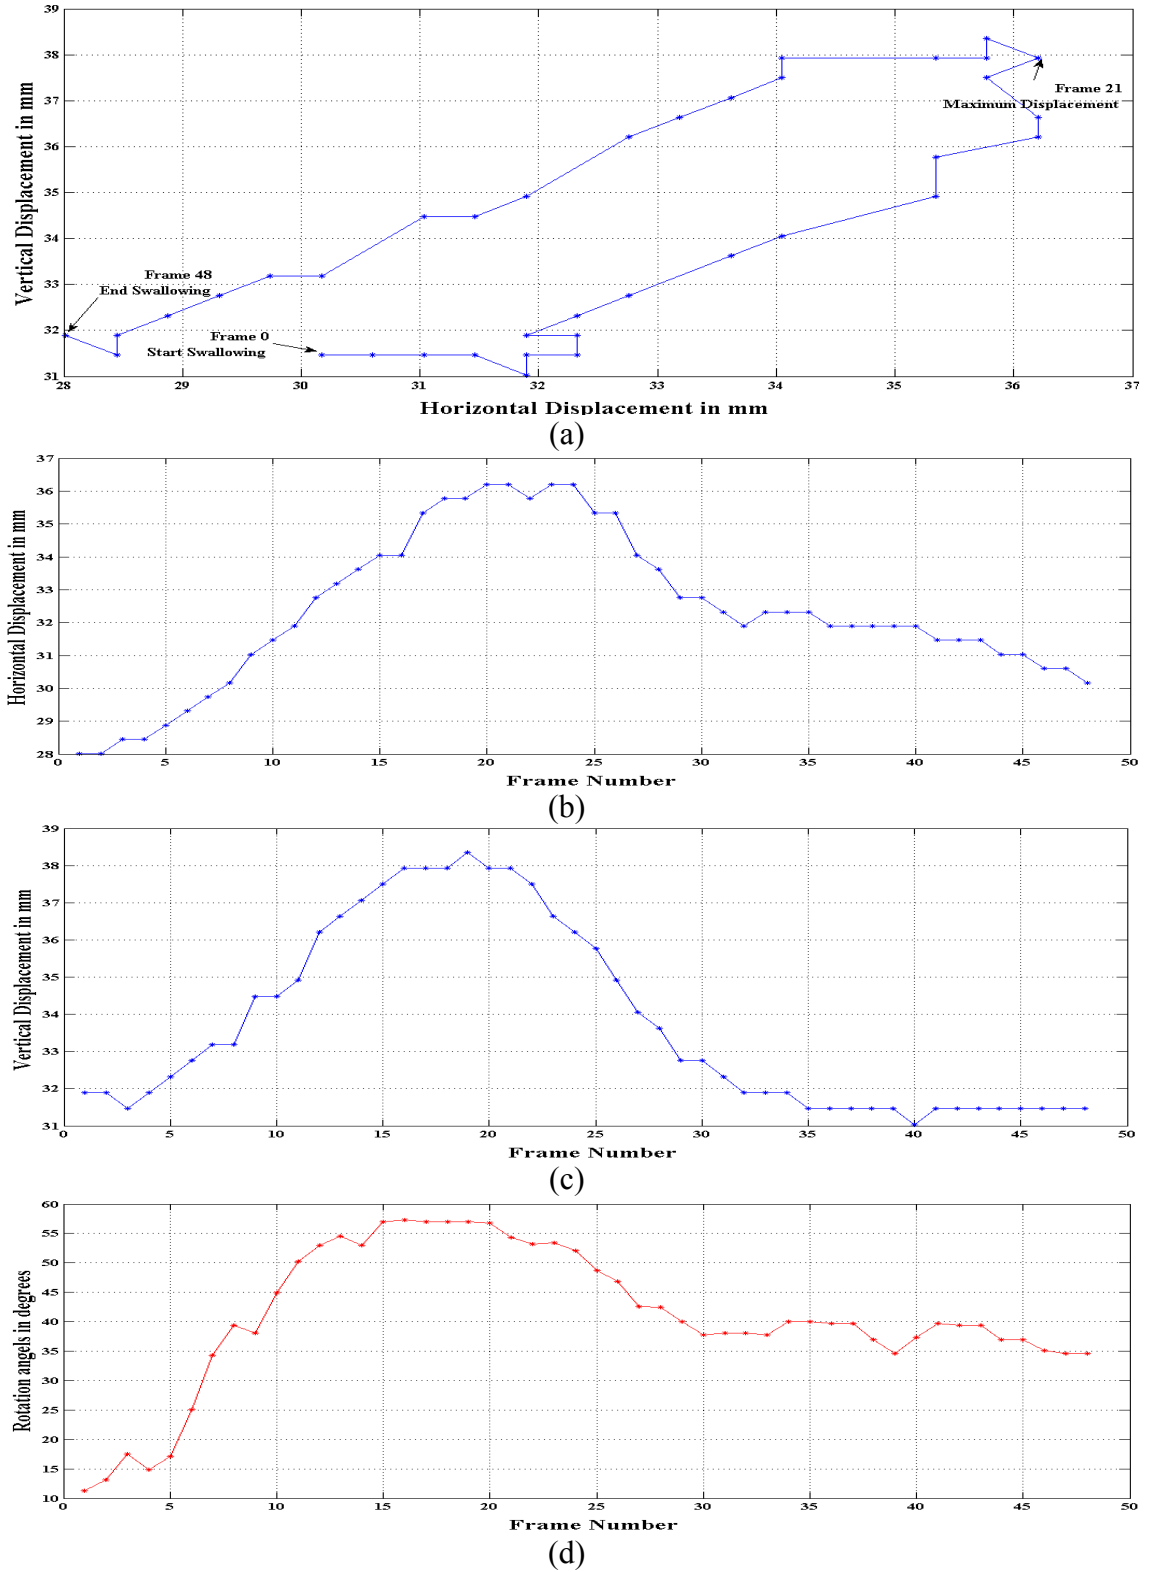 39
38
37
36
35
34
33
32
31
Vertical Displacement in mm
Frame 21
Maximum Displacement
Frame 48
End Swallowing
Frame 0
Start Swallowing
28 29 30 31 32 33 34 35 36 37
Horizontal Displacement in mm
(a)
37
36
35
34
33
32
31
30
29
28
Horizontal Displacement in mm
0 5 10 15 20 25 30 35 40 45 50
Frame Number
(b)
39
38
37
36
35
34
33
32
31
Vertical Displacement in mm
0 5 10 15 20 25 30 35 40 45 50
Frame Number
(c)
60
55
50
45
40
35
30
25
20
15
10
Rotation angels in degrees
0 5 10 15 20 25 30 35 40 45 50
Frame Number
(d)